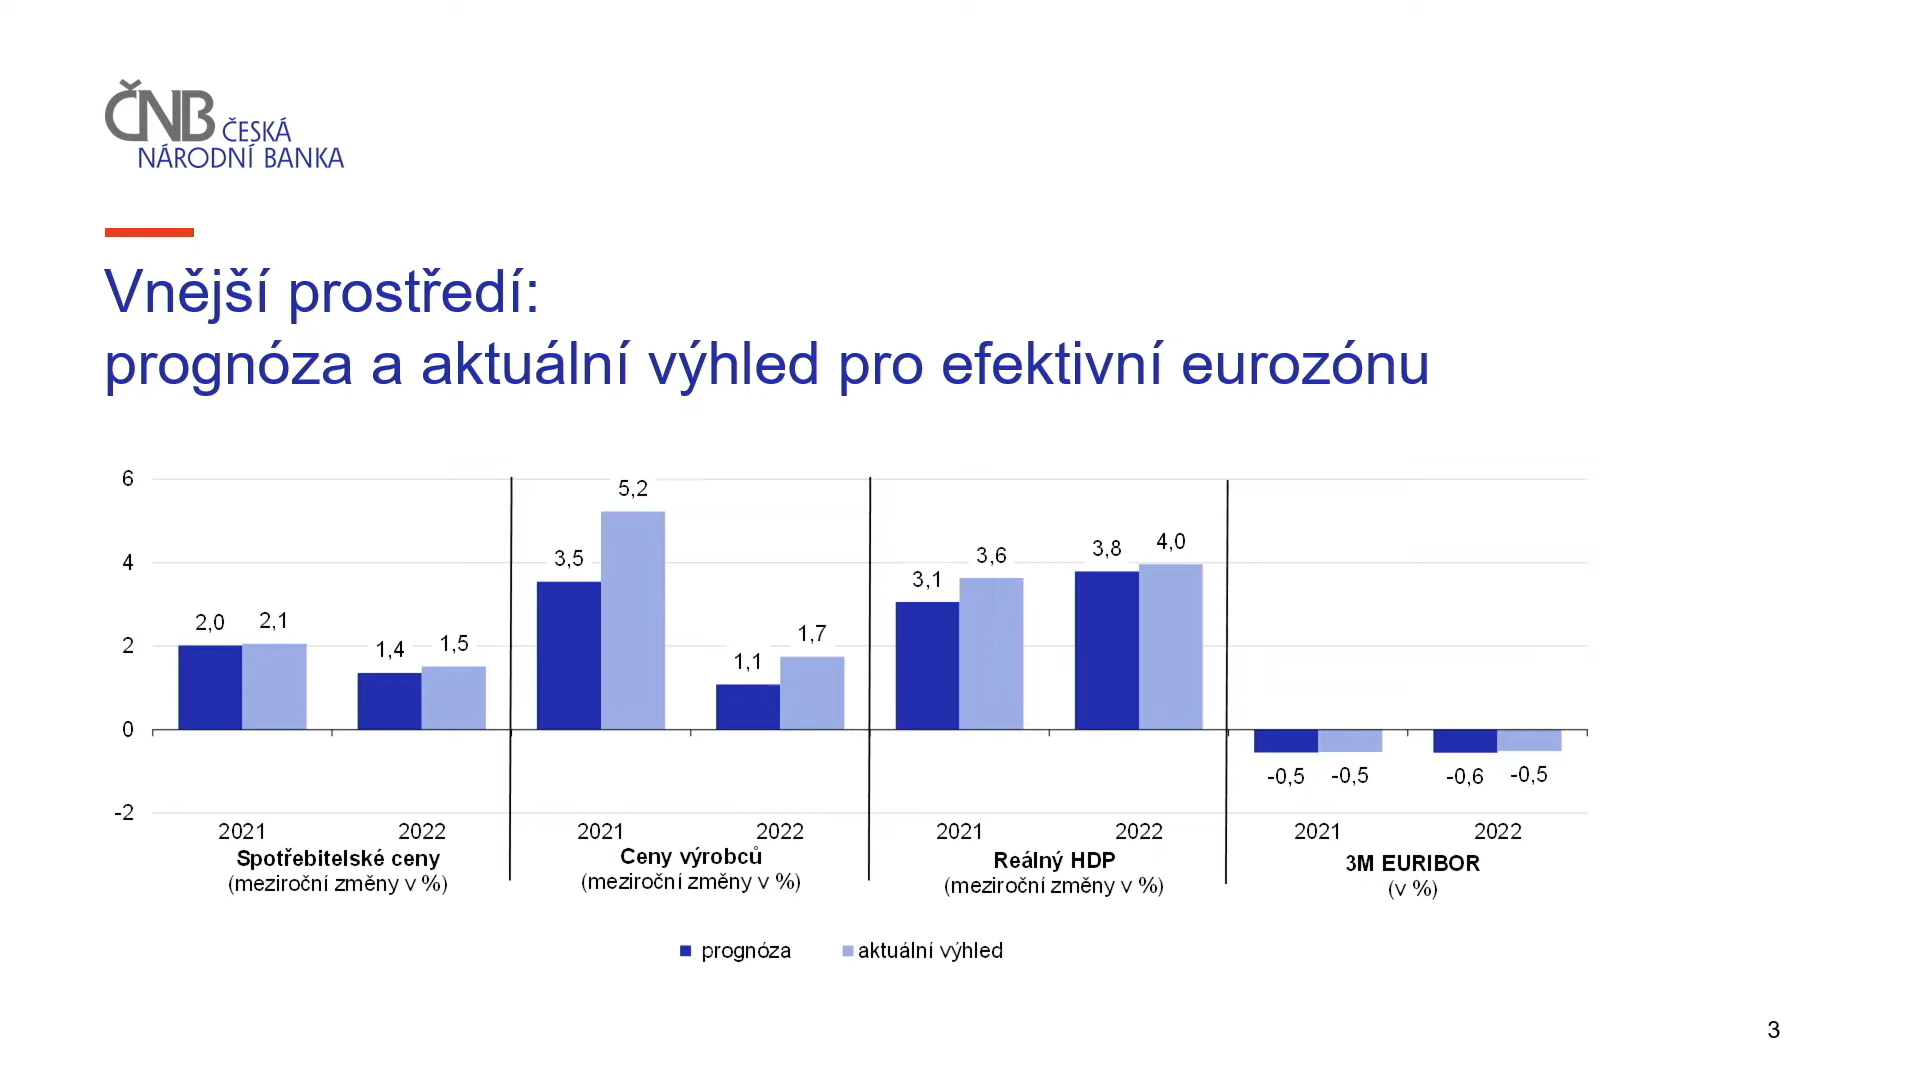 ČNB ČESKÁ
NÁRODNÍ BANKA
Vnější prostředí:
prognóza a aktuální výhled pro efektivní eurozónu
6
4
2
0
-2
2,0 2,1 1,4 1,5 3,5 5,2 1,1 1,7 3,1 3,6 3,8 4,0 -0,5 -0,5 -0,6 -0,5
2021 2022 2021 2022 2021 2022 2021 2022
Spotřebitelské ceny
(meziroční změny v %)
Ceny výrobců
(meziroční změny v %)
Reálný HDP
(meziroční změny v %)
3M EURIBOR
(v %)
prognóza aktuální výhled
3